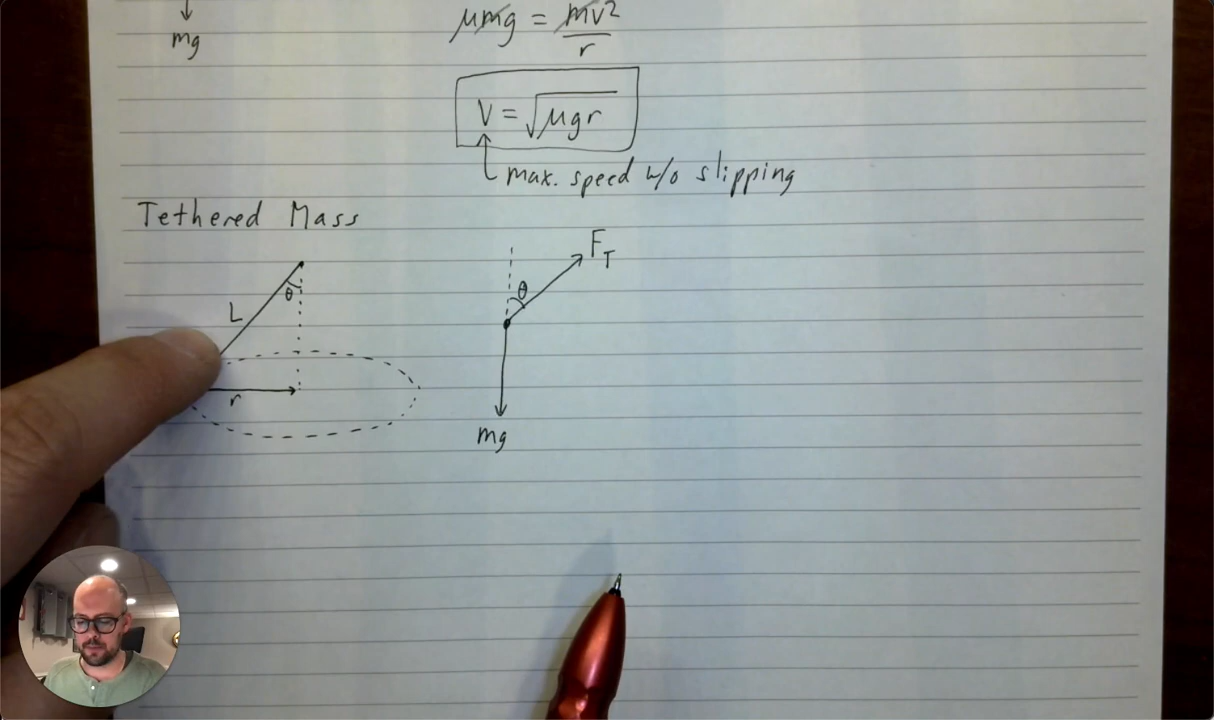 mg
μmg = mv²/r
V = √μgr
max. speed w/o slipping
Tethered Mass
L
θ
r
F_T
θ
mg